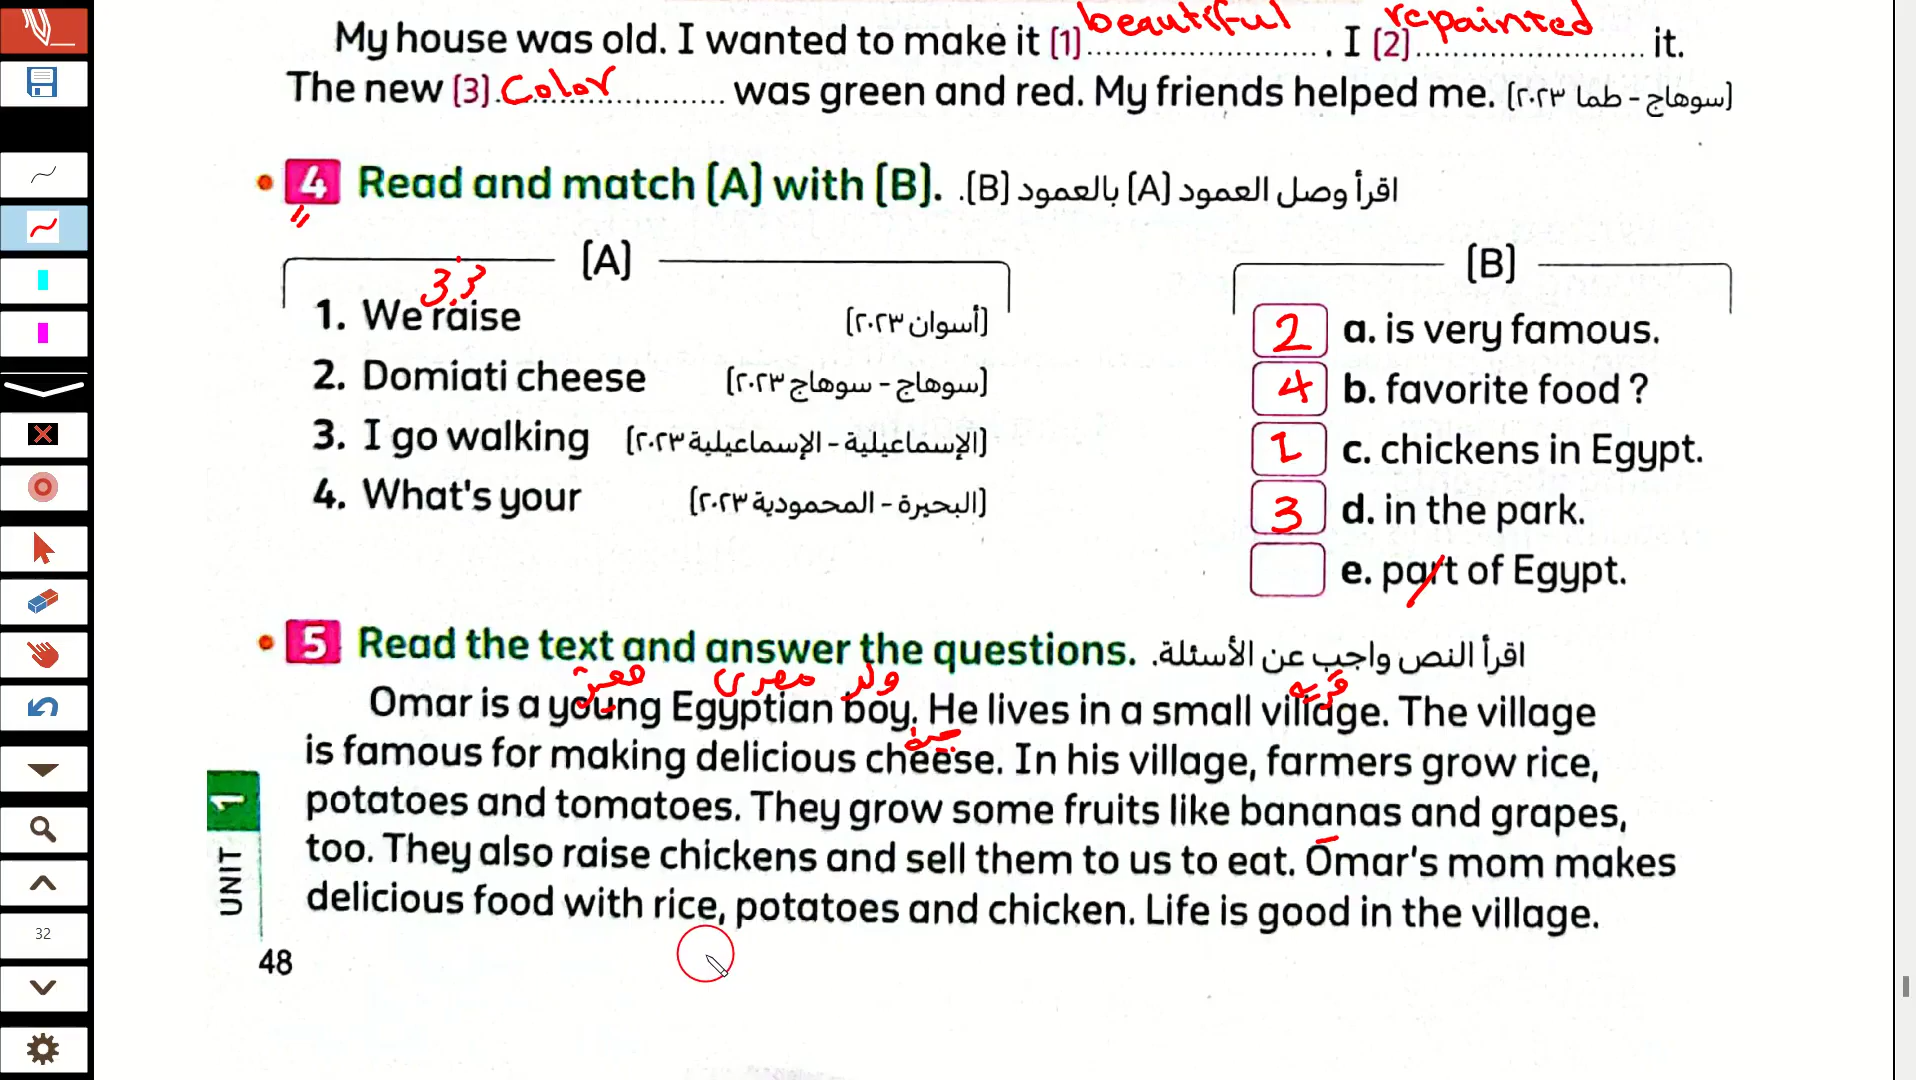 My house was old. I wanted to make it (1) beautiful . I (2) repainted it.
The new (3) color was green and red. My friends helped me. (سوهاج - طما ٢٠٢٣)
4 Read and match (A) with (B). اقرأ وصل العمود (A) بالعمود (B).
(A)
1. We raise (أسوان ٢٠٢٣)
2. Domiati cheese (سوهاج - سوهاج ٢٠٢٣)
3. I go walking (الإسماعيلية - الإسماعيلية ٢٠٢٣)
4. What's your (البحيرة - المحمودية ٢٠٢٣)
(B)
2 a. is very famous.
4 b. favorite food ?
1 c. chickens in Egypt.
3 d. in the park.
e. part of Egypt.
5 Read the text and answer the questions. اقرأ النص واجب عن الأسئلة.
ولد قرية
Omar is a young Egyptian boy. He lives in a small village. The village
جبنة
is famous for making delicious cheese. In his village, farmers grow rice,
potatoes and tomatoes. They grow some fruits like bananas and grapes,
too. They also raise chickens and sell them to us to eat. Omar's mom makes
delicious food with rice, potatoes and chicken. Life is good in the village.
UNIT 1
48
32